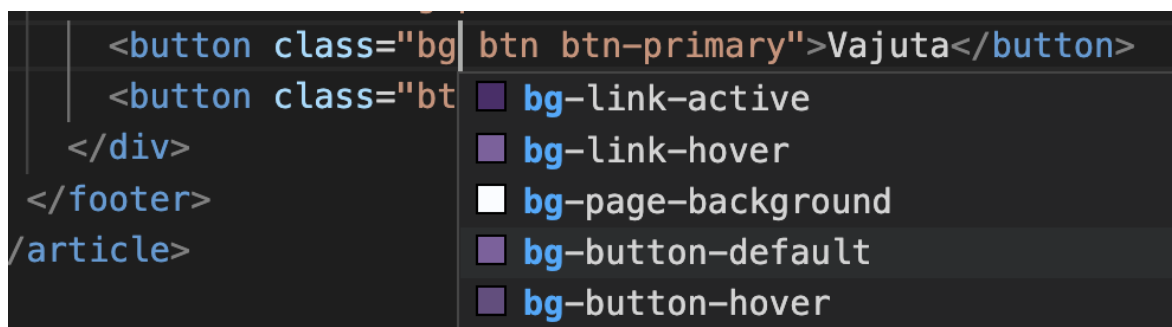 <button class="bg btn btn-primary">Vajuta</button>
<button class="bt
bg-link-active
bg-link-hover
</div>
bg-page-background
</footer>
bg-button-default
/article>
bg-button-hover